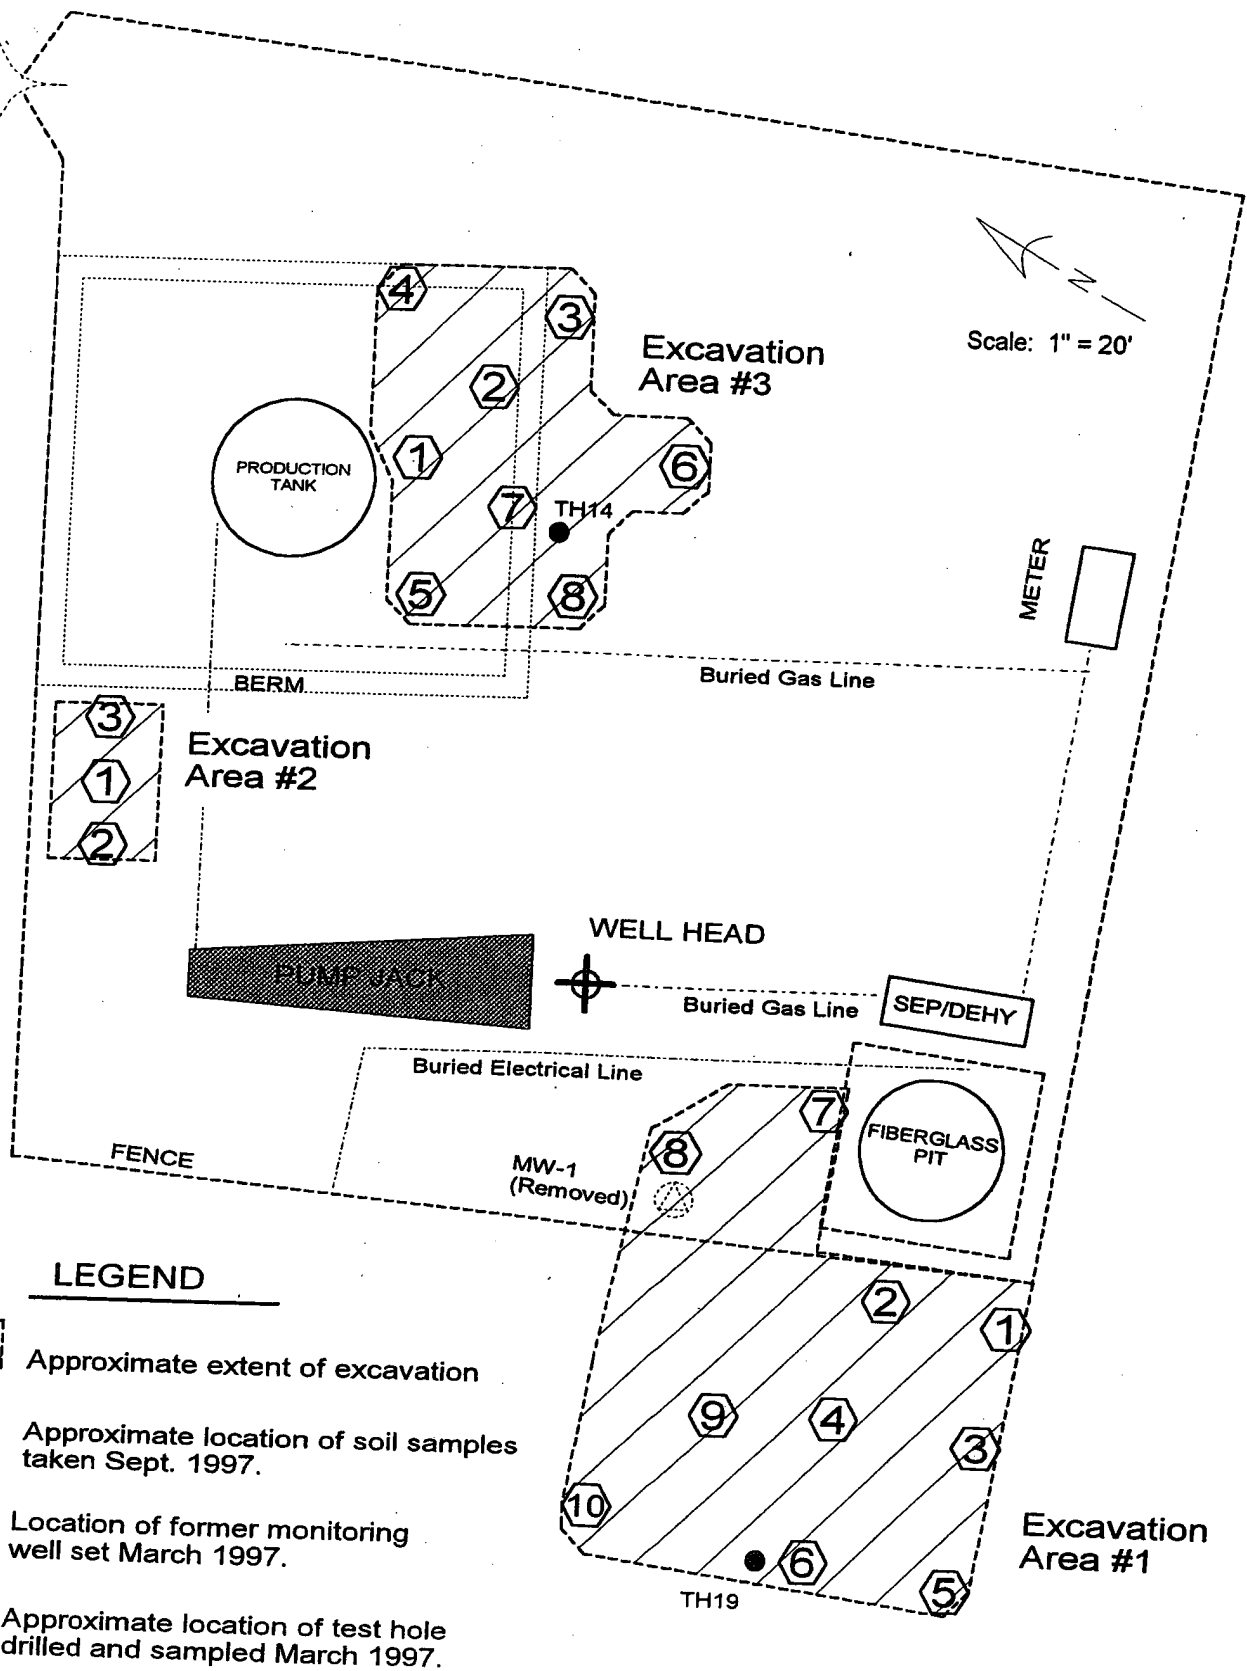 N
Scale: 1" = 20'
4
3
Excavation
Area #3
2
1
6
PRODUCTION
TANK
7
TH14
5
8
METER
Buried Gas Line
BERM
3
Excavation
Area #2
1
2
WELL HEAD
PUMP JACK
Buried Gas Line
SEP/DEHY
Buried Electrical Line
7
FIBERGLASS
PIT
8
FENCE
MW-1
(Removed)
2
1
9
4
3
10
6
5
TH19
Excavation
Area #1
LEGEND
Approximate extent of excavation
Approximate location of soil samples
taken Sept. 1997.
Location of former monitoring
well set March 1997.
Approximate location of test hole
drilled and sampled March 1997.